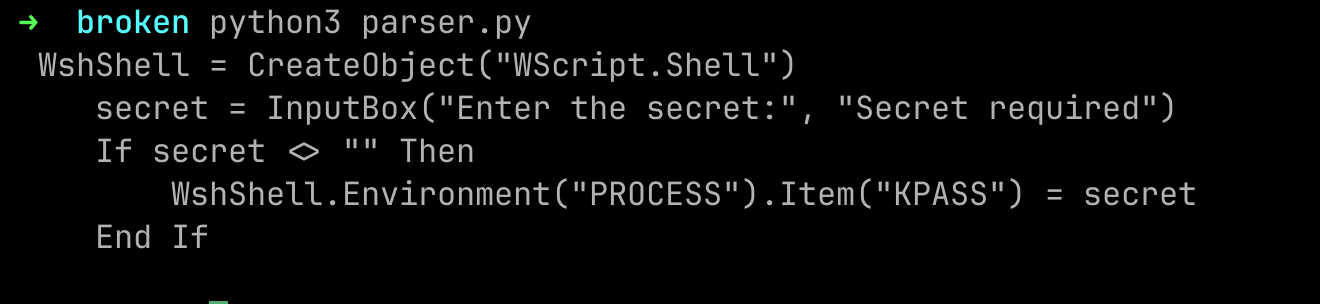 → broken python3 parser.py
WshShell = CreateObject("WScript.Shell")
secret = InputBox("Enter the secret:", "Secret required")
If secret <> "" Then
WshShell.Environment("PROCESS").Item("KPASS") = secret
End If